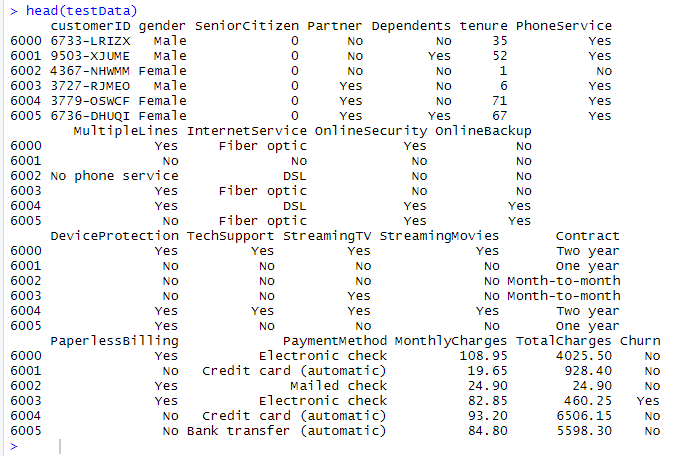 > head(testData)
customerID gender SeniorCitizen Partner Dependents tenure PhoneService
6000 6733-LRIZX Male 0 No No 35 Yes
6001 9503-XJUME Male 0 No Yes 52 Yes
6002 4367-NHWMM Female 0 No No 1 No
6003 3727-RJMEO Male 0 Yes No 6 Yes
6004 3779-OSWCF Female 0 Yes No 71 Yes
6005 6736-DHUQI Female 0 Yes Yes 67 Yes
MultipleLines InternetService OnlineSecurity OnlineBackup
6000 Yes Fiber optic Yes No
6001 No No No No
6002 No phone service DSL No No
6003 Yes Fiber optic No No
6004 Yes DSL Yes Yes
6005 No Fiber optic Yes Yes
DeviceProtection TechSupport StreamingTV StreamingMovies Contract
6000 Yes Yes Yes Yes Two year
6001 No No No No One year
6002 No No No No Month-to-month
6003 No No Yes No Month-to-month
6004 Yes Yes Yes Yes Two year
6005 Yes No No No One year
PaperlessBilling PaymentMethod MonthlyCharges TotalCharges Churn
6000 Yes Electronic check 108.95 4025.50 No
6001 No Credit card (automatic) 19.65 928.40 No
6002 Yes Mailed check 24.90 24.90 No
6003 Yes Electronic check 82.85 460.25 Yes
6004 No Credit card (automatic) 93.20 6506.15 No
6005 No Bank transfer (automatic) 84.80 5598.30 No
>